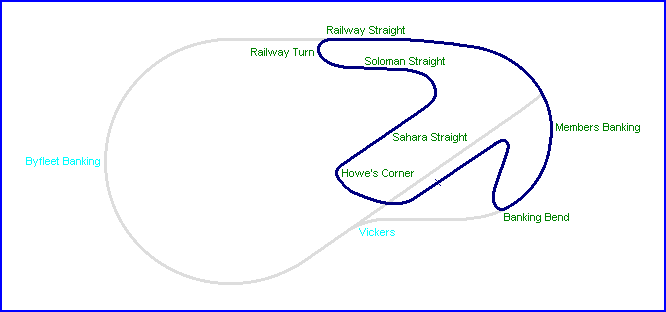 Railway Straight
Railway Turn
Soloman Straight
Members Banking
Sahara Straight
Byfleet Banking
Howe's Corner
Banking Bend
Vickers